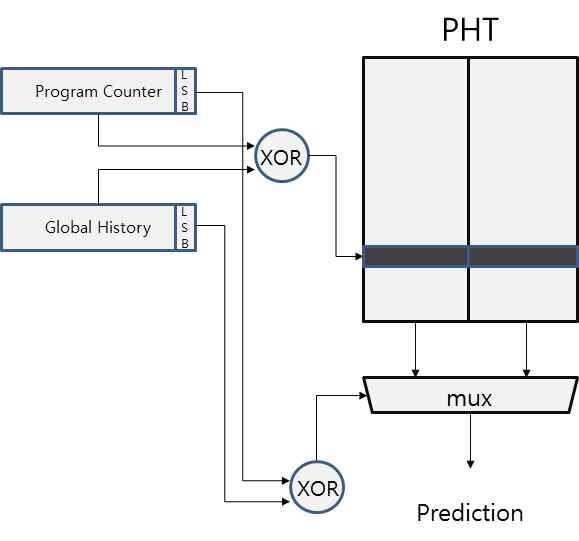 PHT
Program Counter
L
S
B
XOR
Global History
L
S
B
mux
XOR
Prediction